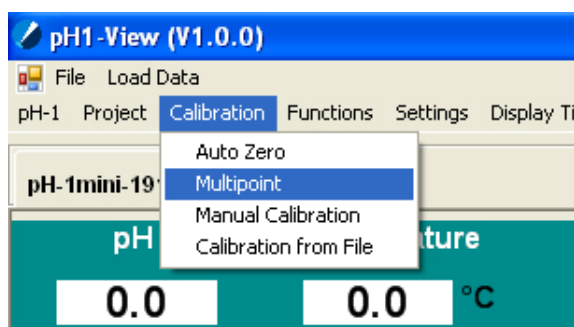 pH1-View (V1.0.0)
File Load Data
pH-1 Project Calibration Functions Settings Display Ti
Auto Zero
pH-1mini-19 Multipoint
Manual Calibration
pH Calibration from File ture
0.0 0.0 °C